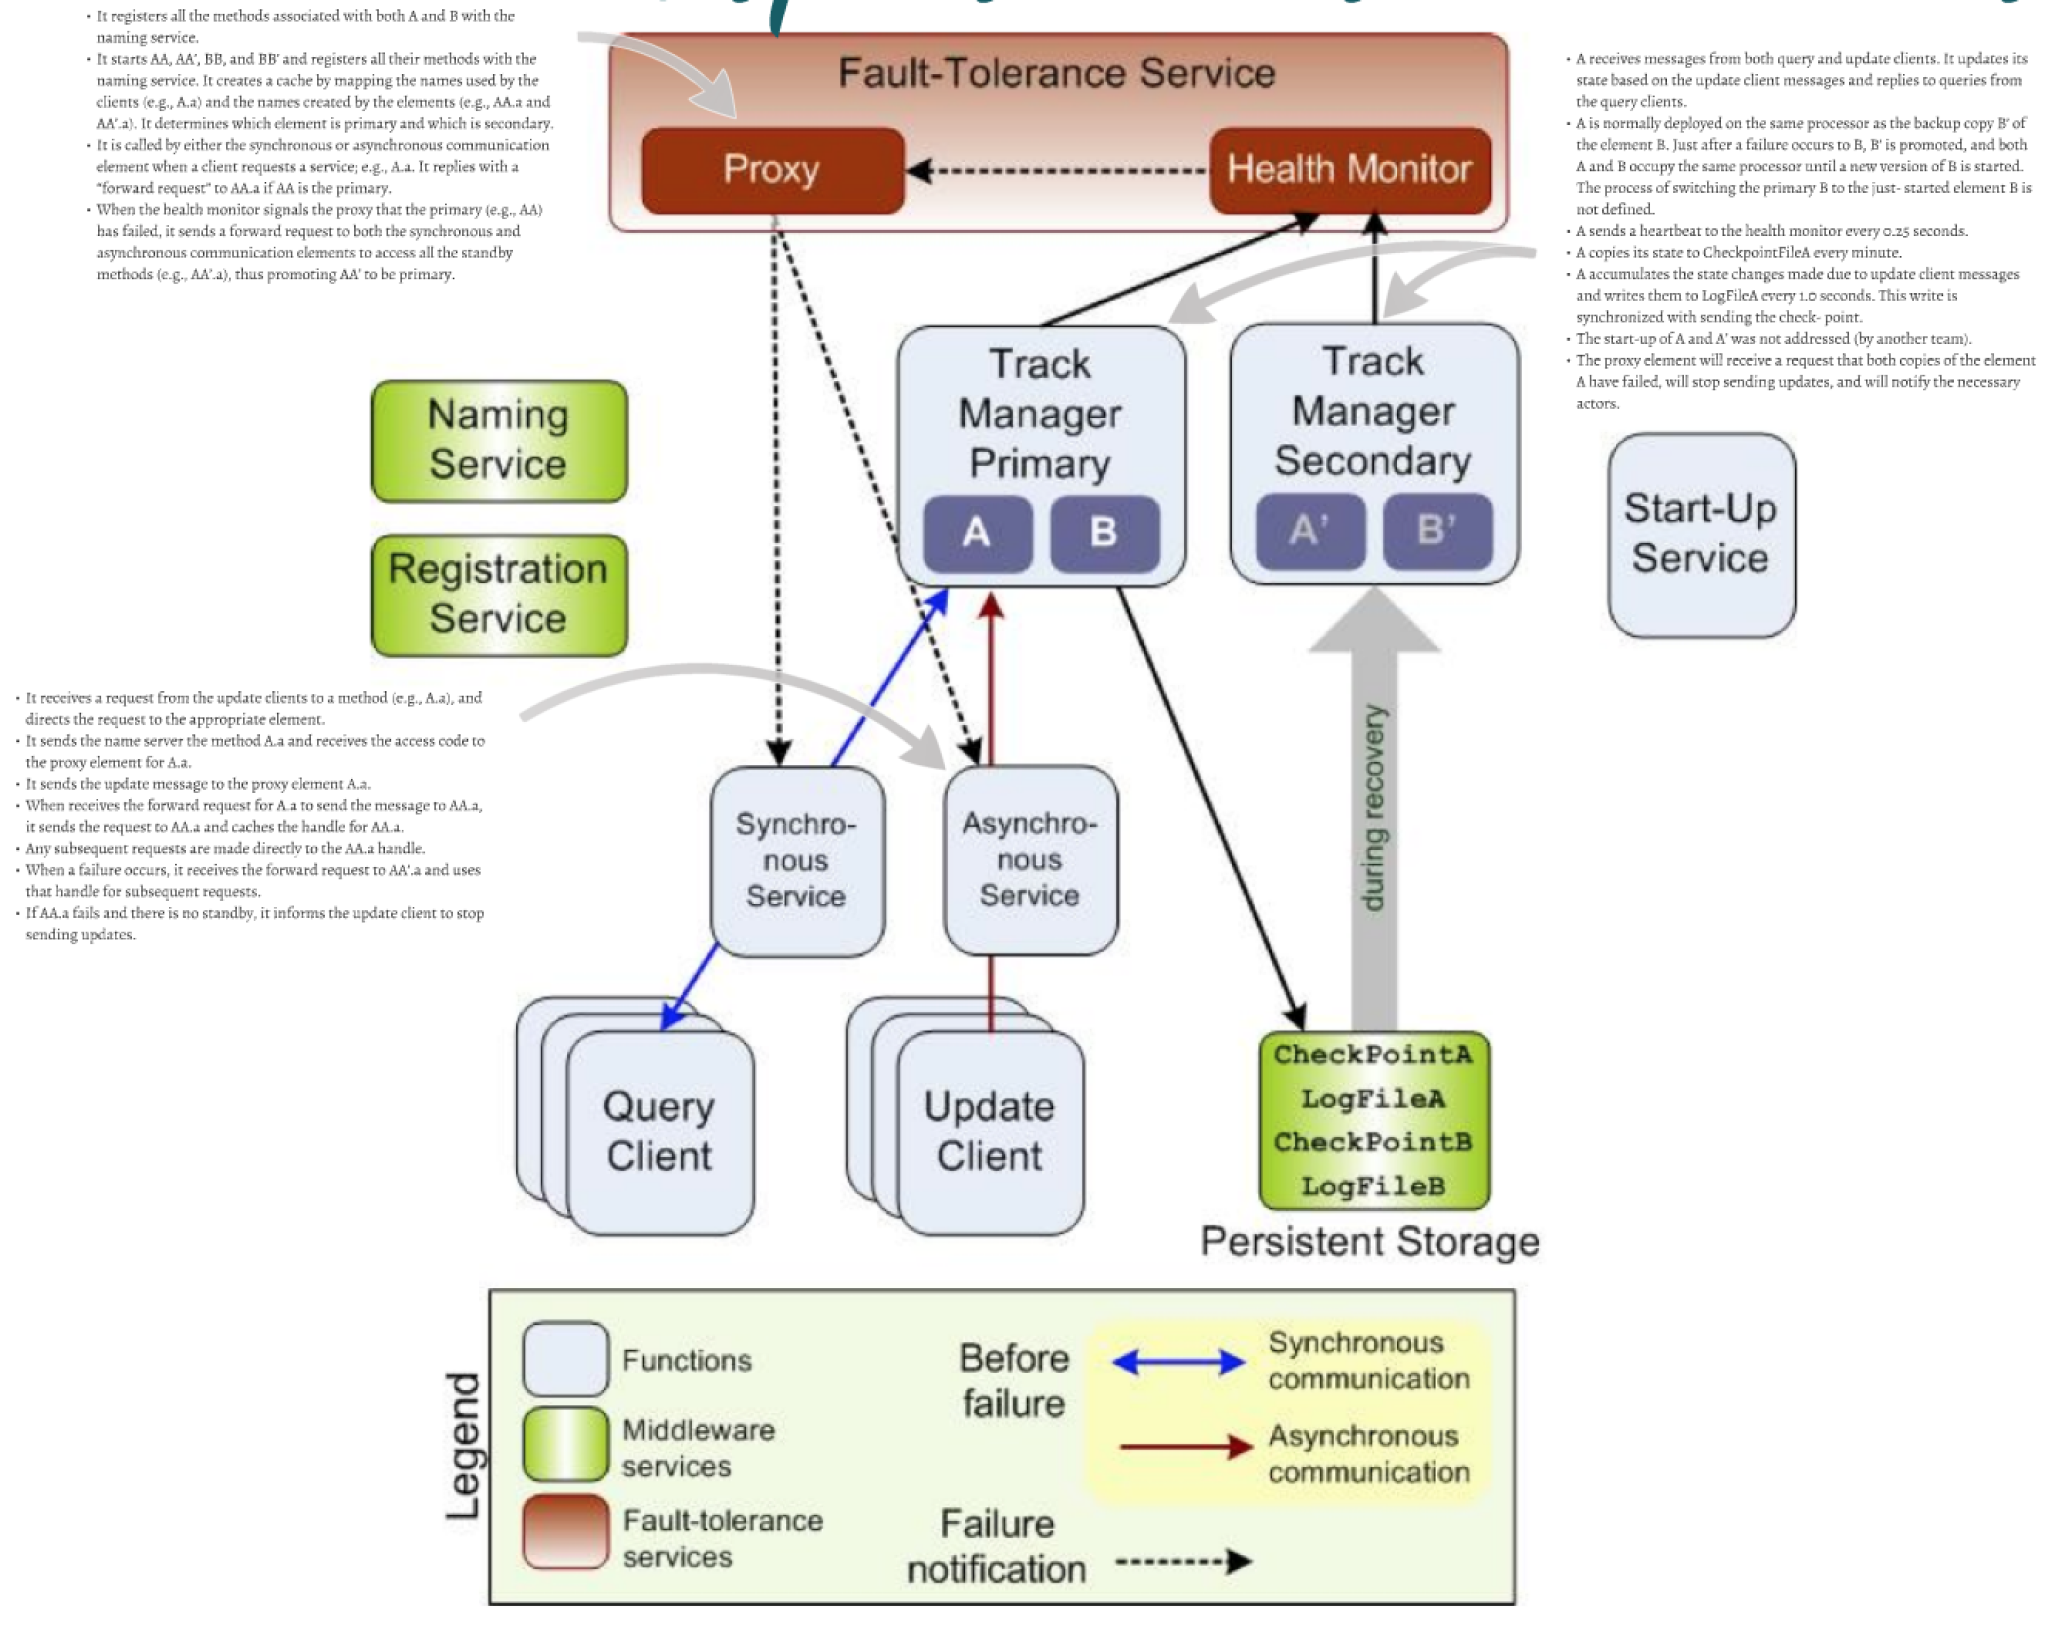 • It registers all the methods associated with both A and B with the
naming service.
• It starts AA, AA', BB, and BB' and registers all their methods with the
naming service. It creates a cache by mapping the names used by the
clients (e.g., A.a) and the names created by the elements (e.g., AA.a and
AA'.a). It determines which element is primary and which is secondary.
• It is called by either the synchronous or asynchronous communication
element when a client requests a service; e.g., A.a. It replies with a
"forward request" to AA.a if AA is the primary.
• When the health monitor signals the proxy that the primary (e.g., AA)
has failed, it sends a forward request to both the synchronous and
asynchronous communication elements to access all the standby
methods (e.g., AA'.a), thus promoting AA' to be primary.
Fault-Tolerance Service
Proxy
Health Monitor
• A receives messages from both query and update clients. It updates its
state based on the update client messages and replies to queries from
the query clients.
• A is normally deployed on the same processor as the backup copy B' of
the element B. Just after a failure occurs to B, B' is promoted, and both
A and B occupy the same processor until a new version of B is started.
The process of switching the primary B to the just- started element B is
not defined.
• A sends a heartbeat to the health monitor every 0.25 seconds.
• A copies its state to CheckpointFileA every minute.
• A accumulates the state changes made due to update client messages
and writes them to LogFileA every 1.0 seconds. This write is
synchronized with sending the check- point.
• The start-up of A and A' was not addressed (by another team).
• The proxy element will receive a request that both copies of the element
A have failed, will stop sending updates, and will notify the necessary
actors.
Naming
Service
Registration
Service
Track
Manager
Primary
A
B
Track
Manager
Secondary
A'
B'
Start-Up
Service
• It receives a request from the update clients to a method (e.g., A.a), and
directs the request to the appropriate element.
• It sends the name server the method A.a and receives the access code to
the proxy element for A.a.
• It sends the update message to the proxy element A.a.
• When receives the forward request for A.a to send the message to AA.a,
it sends the request to AA.a and caches the handle for AA.a.
• Any subsequent requests are made directly to the AA.a handle.
• When a failure occurs, it receives the forward request to AA'.a and uses
that handle for subsequent requests.
• If AA.a fails and there is no standby, it informs the update client to stop
sending updates.
Synchro-
nous
Service
Asynchro-
nous
Service
during recovery
Query
Client
Update
Client
CheckPointA
LogFileA
CheckPointB
LogFileB
Persistent Storage
Legend
Functions
Middleware
services
Fault-tolerance
services
Before
failure
Synchronous
communication
Asynchronous
communication
Failure
notification